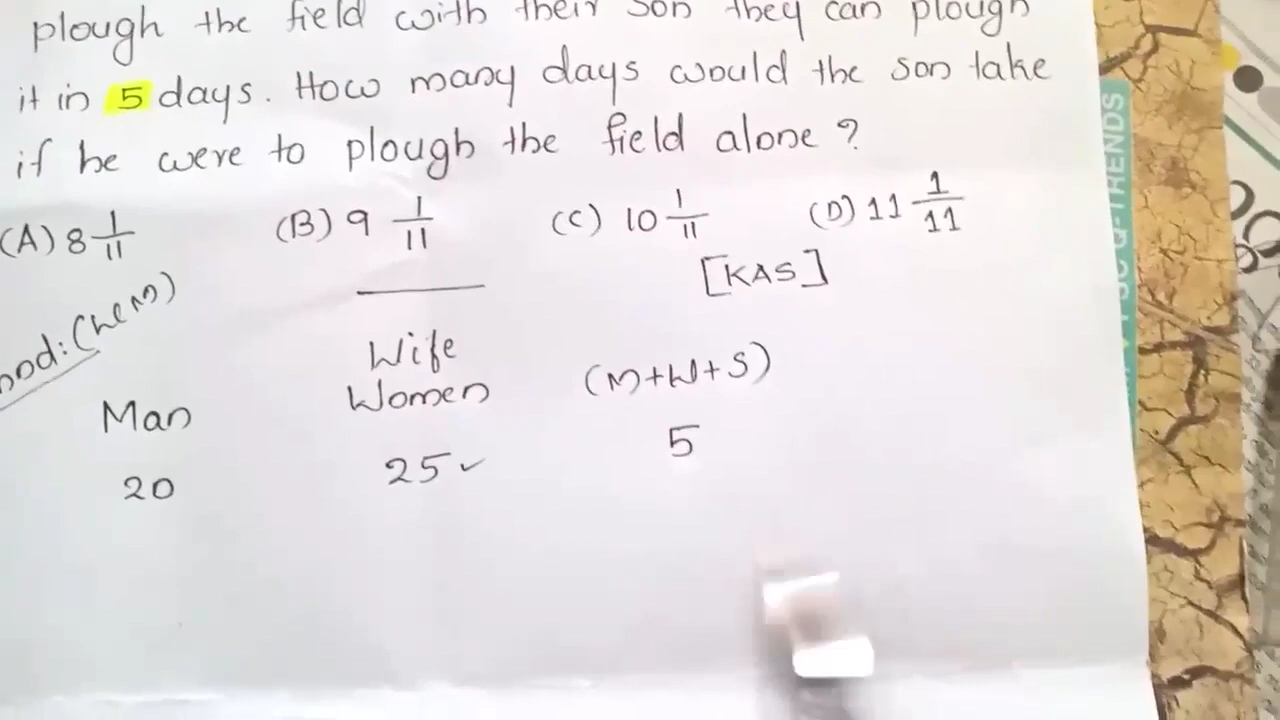 plough the field with their son they can plough
it in 5 days. How many days would the son take
if he were to plough the field alone ?
(A) 8 1/11 (B) 9 1/11 (C) 10 1/11 (D) 11 1/11
[KAS]
(LCM)
Wife
Man Women (M+W+S)
20 25✓ 5
Q-TRENDS